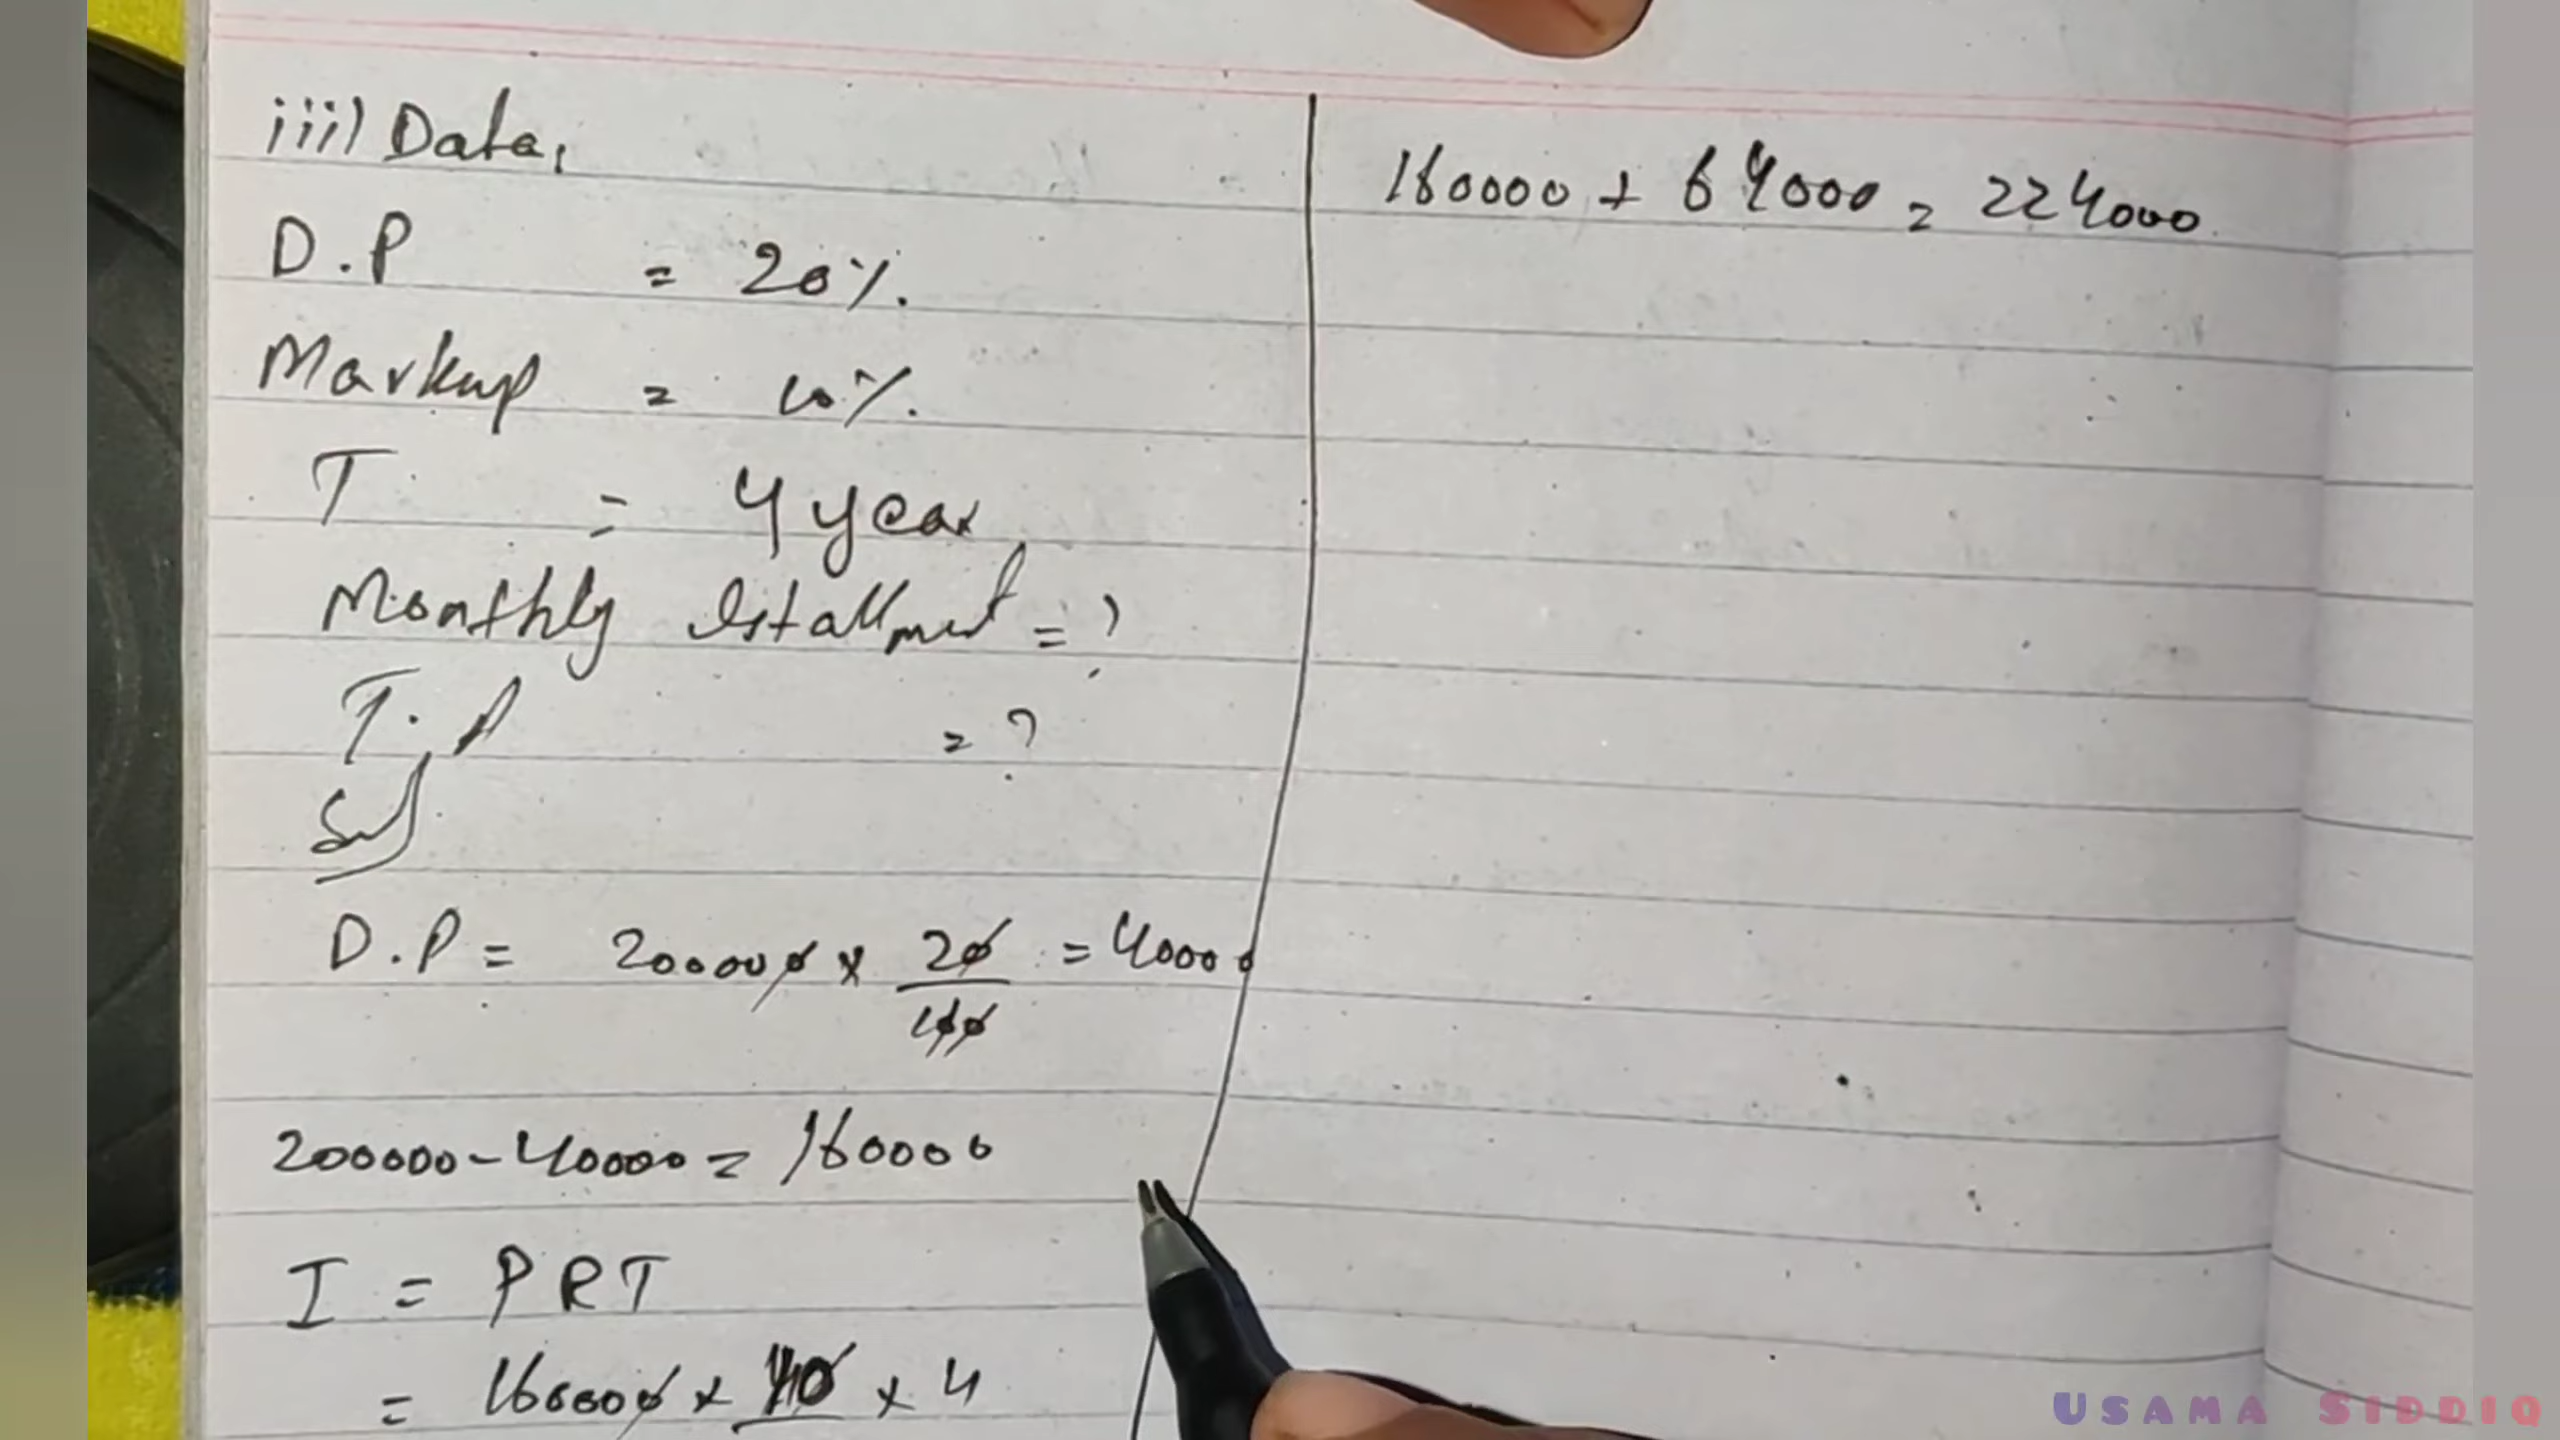 iii) Data,
D.P = 20%.
Markup = 10%.
T = 4 year
Monthly Istallment = ?
T. P = ?
Sol
D.P = 200000 × 20 = 40000
100
200000 - 40000 = 160000
I = PRT
= 160000 × 10 × 4
160000 + 64000 = 224000
USAMA SIDDIQ